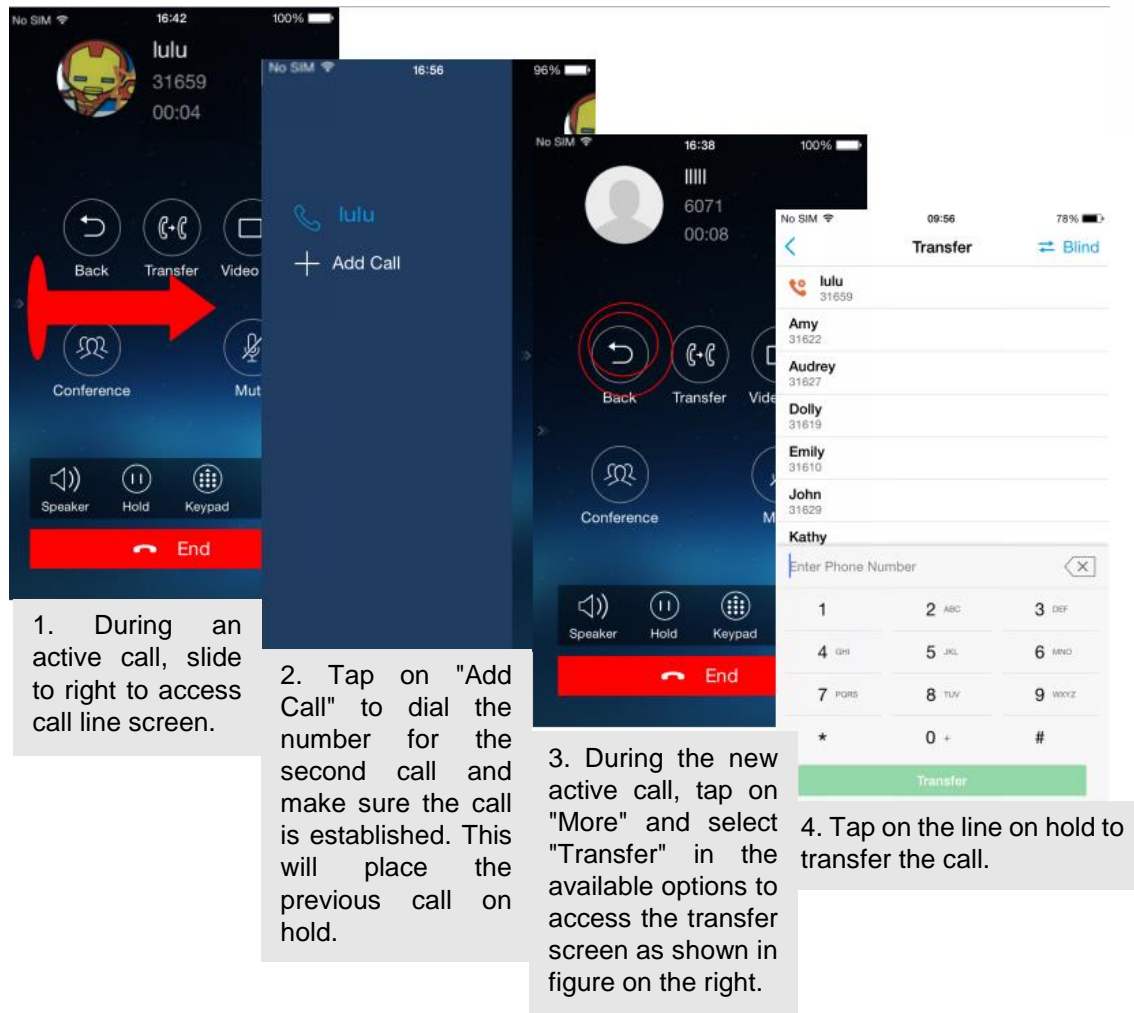 No SIM 16:42 100%
lulu
31659
00:04
Back Transfer Video
Conference Mut
Speaker Hold Keypad
End
1. During an
active call, slide
to right to access
call line screen.
No SIM 16:56 96%
lulu
Add Call
2. Tap on "Add
Call" to dial the
number for the
second call and
make sure the call
is established. This
will place the
previous call on
hold.
No SIM 16:38 100%
lllll
6071
00:08
Back Transfer Vide
Conference M
Speaker Hold Keypad
End
3. During the new
active call, tap on
"More" and select
"Transfer" in the
available options to
access the transfer
screen as shown in
figure on the right.
No SIM 09:56 78%
Transfer Blind
lulu
31659
Amy
31622
Audrey
31627
Dolly
31619
Emily
31610
John
31629
Kathy
Enter Phone Number
1 2 ABC 3 DEF
4 GHI 5 JKL 6 MNO
7 PQRS 8 TUV 9 WXYZ
* 0 + #
Transfer
4. Tap on the line on hold to
transfer the call.